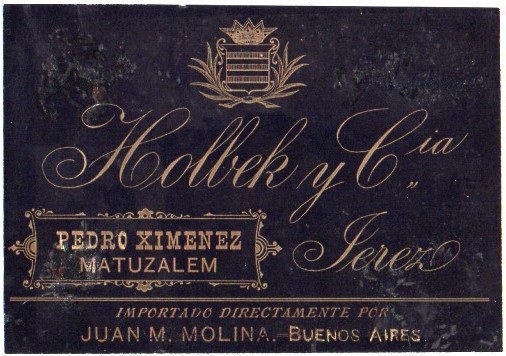 Holbek y Cia„
Jerez
PEDRO XIMENEZ
MATUZALEM
IMPORTADO DIRECTAMENTE POR
JUAN M. MOLINA.-BUENOS AIRES